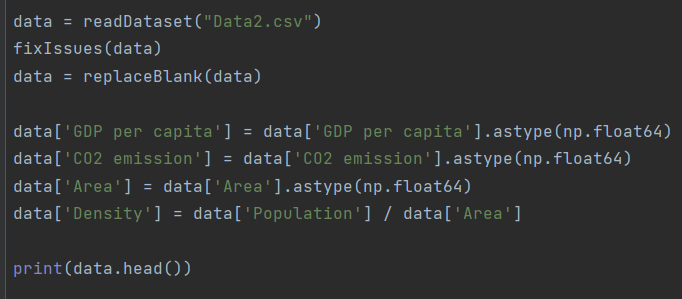 data = readDataset("Data2.csv")
fixIssues(data)
data = replaceBlank(data)
data['GDP per capita'] = data['GDP per capita'].astype(np.float64)
data['CO2 emission'] = data['CO2 emission'].astype(np.float64)
data['Area'] = data['Area'].astype(np.float64)
data['Density'] = data['Population'] / data['Area']
print(data.head())